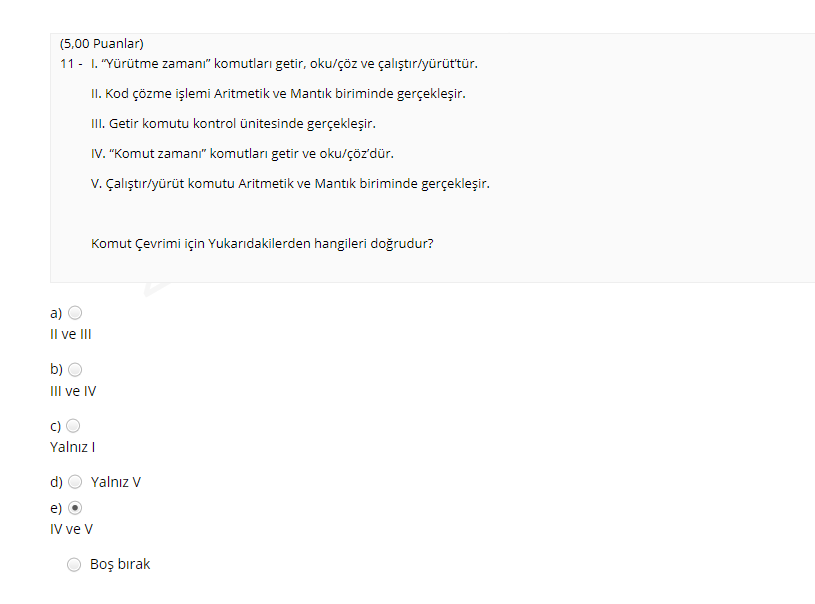 (5,00 Puanlar)
11 - I. “Yürütme zamanı” komutları getir, oku/çöz ve çalıştır/yürüt’tür.
II. Kod çözme işlemi Aritmetik ve Mantık biriminde gerçekleşir.
III. Getir komutu kontrol ünitesinde gerçekleşir.
IV. “Komut zamanı” komutları getir ve oku/çöz’dür.
V. Çalıştır/yürüt komutu Aritmetik ve Mantık biriminde gerçekleşir.
Komut Çevrimi için Yukarıdakilerden hangileri doğrudur?
a)
II ve III
b)
III ve IV
c)
Yalnız I
d) Yalnız V
e)
IV ve V
Boş bırak